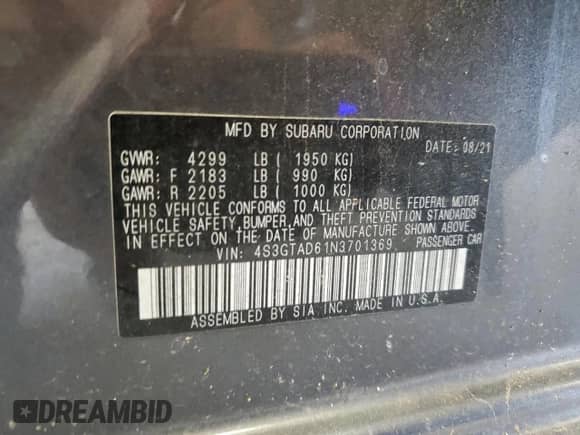 MFD BY SUBARU CORPORATION
DATE: 08/21
GVWR: 4299 LB ( 1950 KG)
GAWR: F 2183 LB ( 990 KG)
GAWR: R 2205 LB ( 1000 KG)
THIS VEHICLE CONFORMS TO ALL APPLICABLE FEDERAL MOTOR
VEHICLE SAFETY, BUMPER, AND THEFT PREVENTION STANDARDS
IN EFFECT ON THE DATE OF MANUFACTURE SHOWN ABOVE.
VIN: 4S3GTAD61N3701369 PASSENGER CAR
ASSEMBLED BY SIA INC. MADE IN U.S.A.
DREAMBID